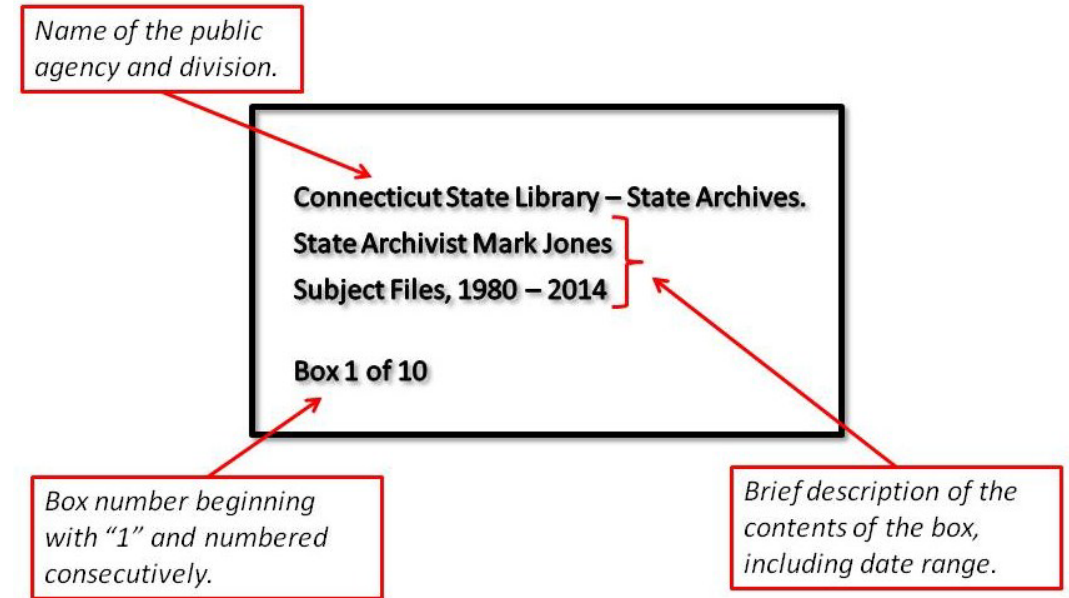 Name of the public
agency and division.
Connecticut State Library – State Archives.
State Archivist Mark Jones
Subject Files, 1980 – 2014
Box 1 of 10
Box number beginning
with “1” and numbered
consecutively.
Brief description of the
contents of the box,
including date range.